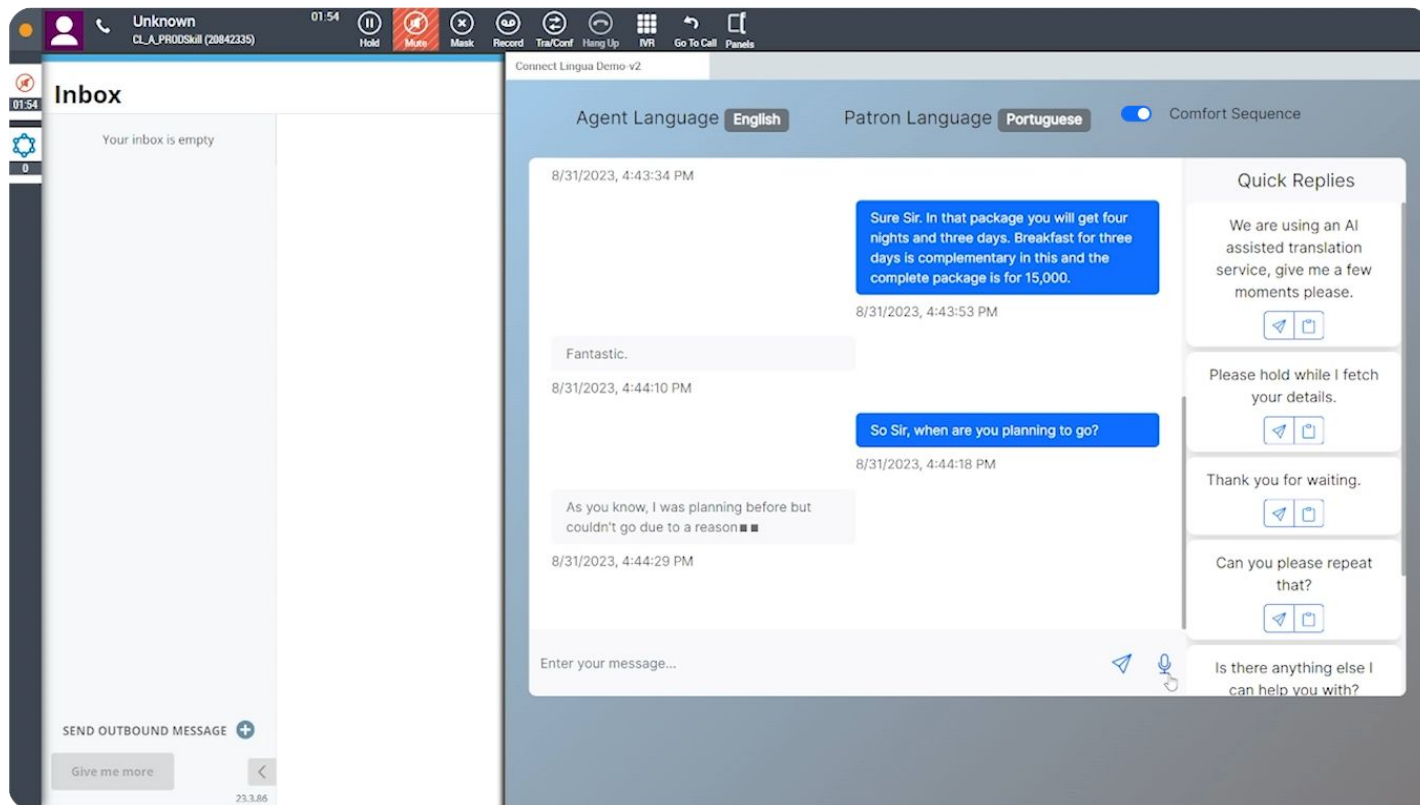 Unknown
CL_A_PRODSkill (20842335)
01:54
Hold
Mute
Mask
Record
Tra/Conf
Hang Up
IVR
Go To Call
Panels
01:54
0
Inbox
Your inbox is empty
SEND OUTBOUND MESSAGE
Give me more
23.3.86
Connect Lingua Demo-v2
Agent Language English
Patron Language Portuguese
Comfort Sequence
8/31/2023, 4:43:34 PM
Sure Sir. In that package you will get four
nights and three days. Breakfast for three
days is complementary in this and the
complete package is for 15,000.
8/31/2023, 4:43:53 PM
Fantastic.
8/31/2023, 4:44:10 PM
So Sir, when are you planning to go?
8/31/2023, 4:44:18 PM
As you know, I was planning before but
couldn't go due to a reason
8/31/2023, 4:44:29 PM
Enter your message...
Quick Replies
We are using an AI
assisted translation
service, give me a few
moments please.
Please hold while I fetch
your details.
Thank you for waiting.
Can you please repeat
that?
Is there anything else I
can help you with?